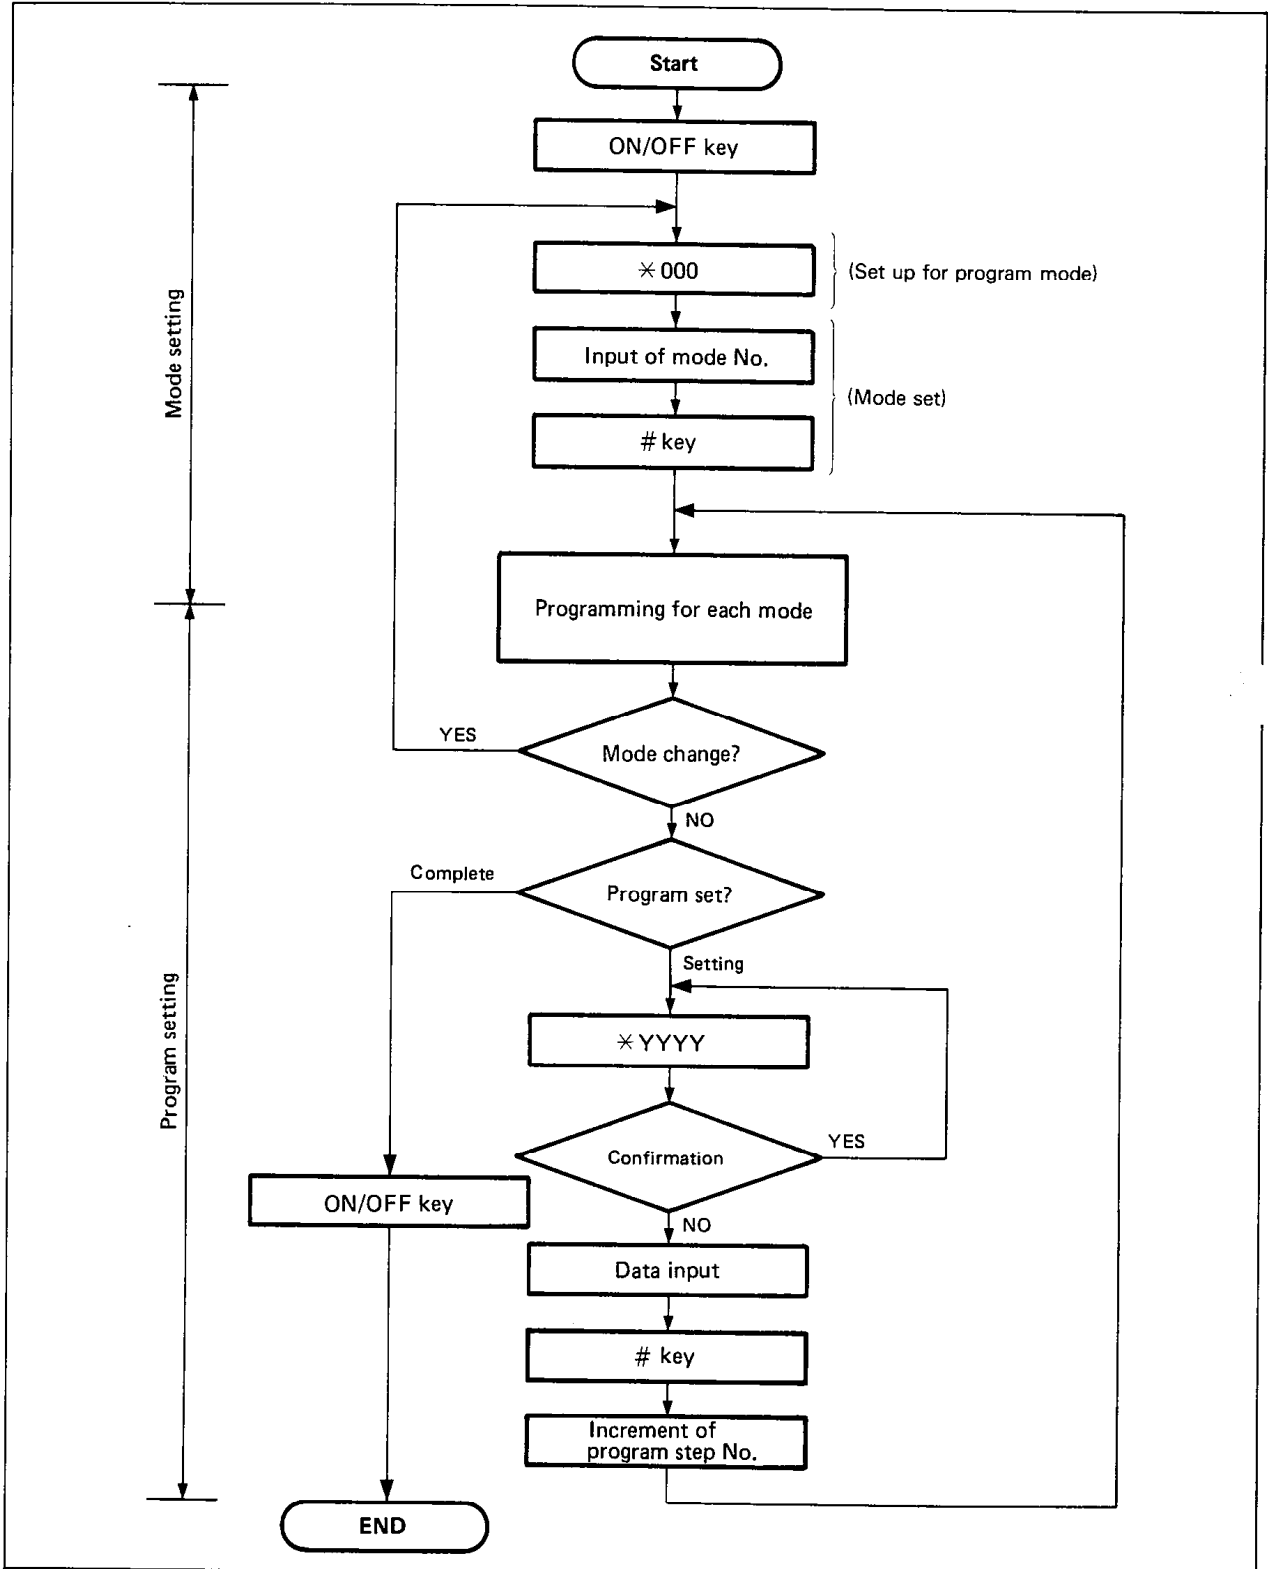 Start
ON/OFF key
*000
(Set up for program mode)
Input of mode No.
(Mode set)
# key
Mode setting
Programming for each mode
YES
Mode change?
NO
Complete
Program set?
Setting
*YYYY
Program setting
Confirmation
YES
ON/OFF key
NO
Data input
# key
Increment of
program step No.
END